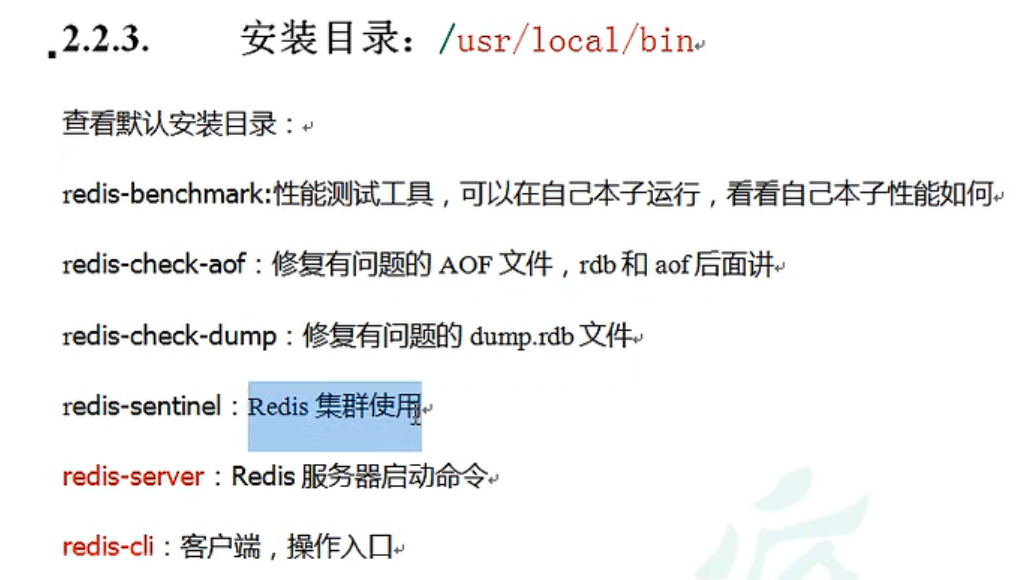 2.2.3. 安装目录：/usr/local/bin
查看默认安装目录：
redis-benchmark:性能测试工具，可以在自己本子运行，看看自己本子性能如何
redis-check-aof：修复有问题的 AOF 文件，rdb 和 aof 后面讲
redis-check-dump：修复有问题的 dump.rdb 文件
redis-sentinel：Redis 集群使用
redis-server：Redis 服务器启动命令
redis-cli：客户端，操作入口